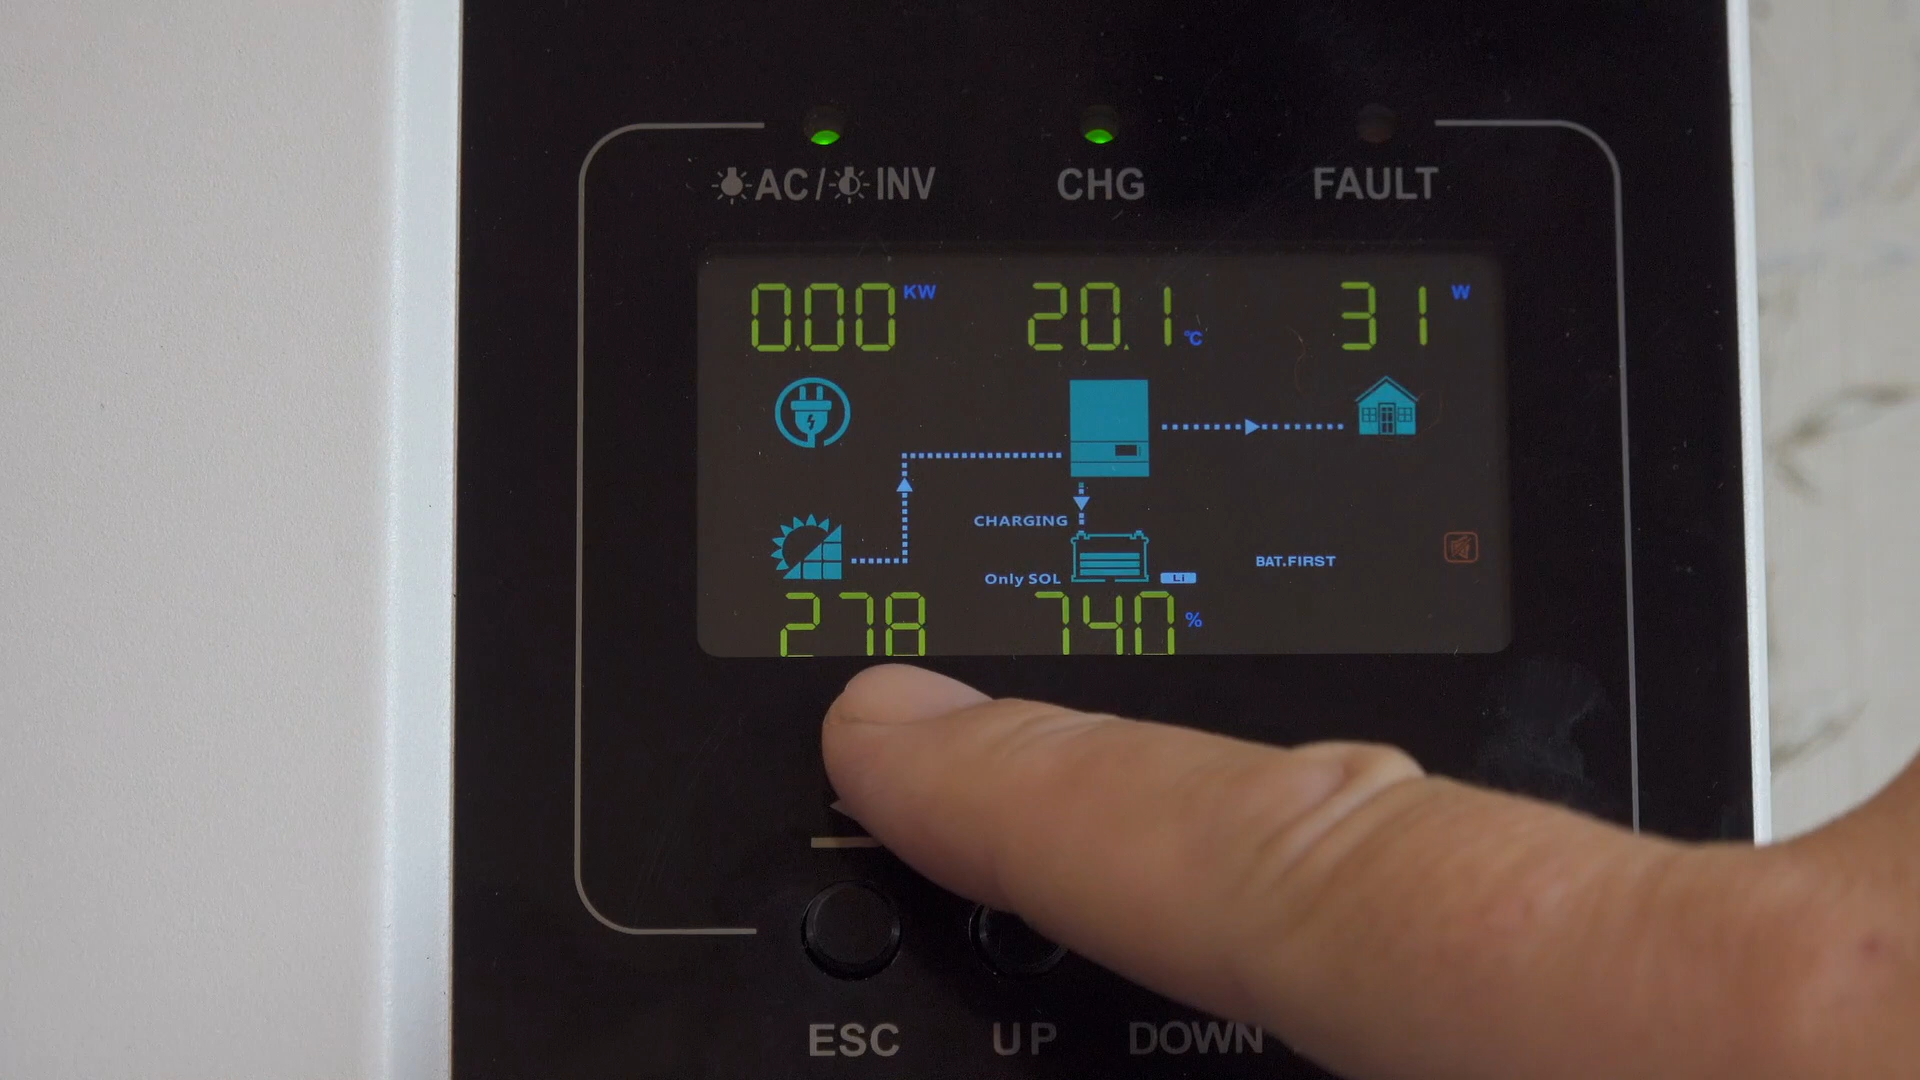 AC/ INV CHG FAULT
0.00 KW 20.1 ℃ 31 W
CHARGING
Only SOL Li BAT.FIRST
278 74.0 %
ESC UP DOWN